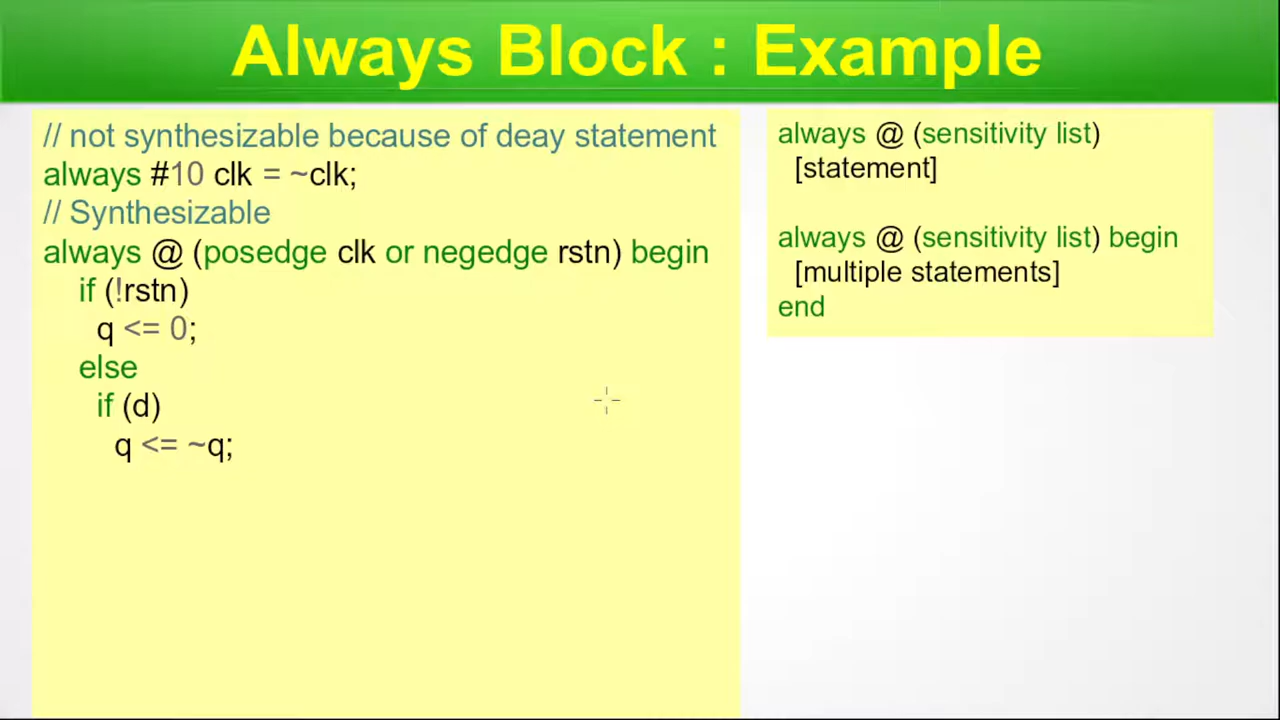 Always Block : Example
// not synthesizable because of deay statement
always #10 clk = ~clk;
// Synthesizable
always @ (posedge clk or negedge rstn) begin
if (!rstn)
q <= 0;
else
if (d)
q <= ~q;
always @ (sensitivity list)
[statement]
always @ (sensitivity list) begin
[multiple statements]
end